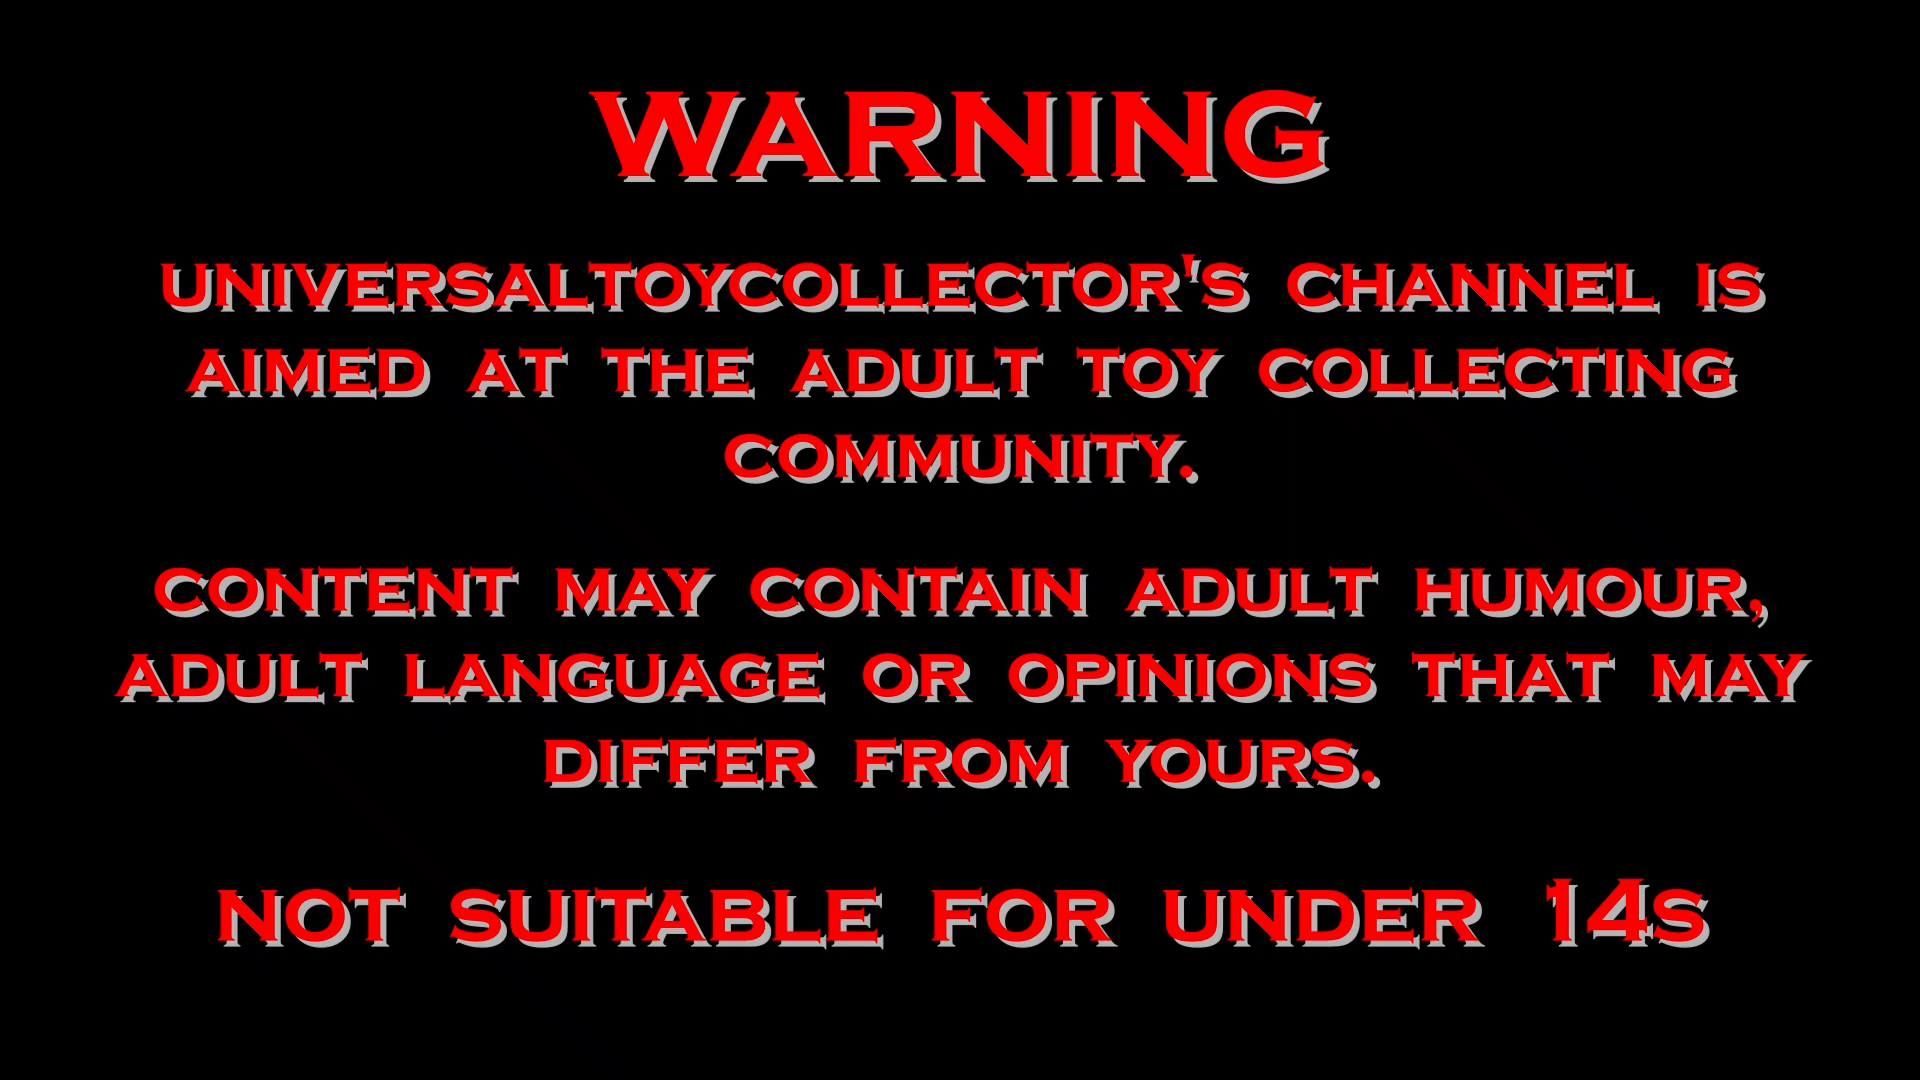 WARNING
UNIVERSALTOYCOLLECTOR'S CHANNEL IS
AIMED AT THE ADULT TOY COLLECTING
COMMUNITY.
CONTENT MAY CONTAIN ADULT HUMOUR,
ADULT LANGUAGE OR OPINIONS THAT MAY
DIFFER FROM YOURS.
NOT SUITABLE FOR UNDER 14S